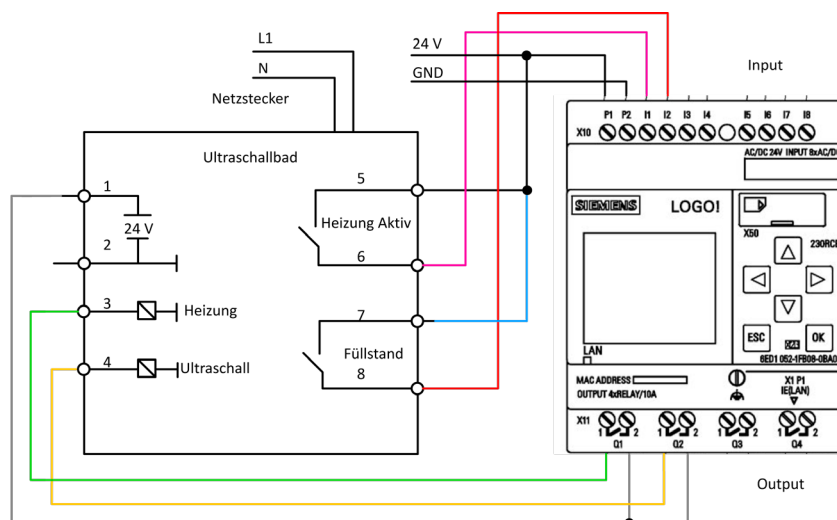 L1
N
Netzstecker
24 V
GND
Input
Ultraschallbad
1
24 V
2
3
Heizung
4
Ultraschall
5
Heizung Aktiv
6
7
Füllstand
8
P1 P2 I1 I2 I3 I4 I5 I6 I7 I8
X10
AC/DC 24V INPUT 8xAC/D
SIEMENS
LOGO!
X50
230RCE
ESC
OK
LAN
6ED1 052-1FB08-0BA0
MAC ADDRESS
OUTPUT 4xRELAY/10A
X1 P1
IE(LAN)
X11
1 2 1 2 1 2 1 2
Q1 Q2 Q3 Q4
Output